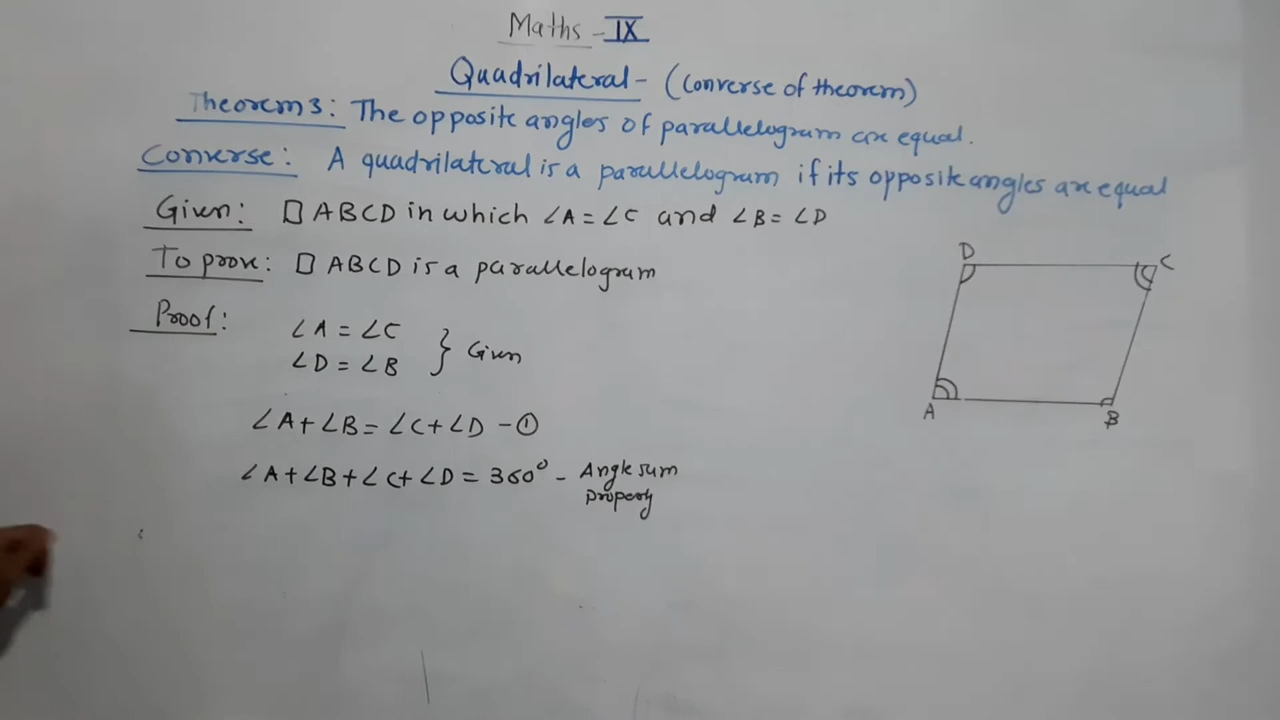 Maths - IX
Quadrilateral - (Converse of theorem)
Theorem 3: The opposite angles of parallelogram are equal.
Converse: A quadrilateral is a parallelogram if its opposite angles are equal
Given: □ ABCD in which ∠A = ∠C and ∠B = ∠D
To prove: □ ABCD is a parallelogram
Proof:
∠A = ∠C
∠D = ∠B } Given
∠A + ∠B = ∠C + ∠D - ①
∠A + ∠B + ∠C + ∠D = 360° - Angle sum
property
D C
A B